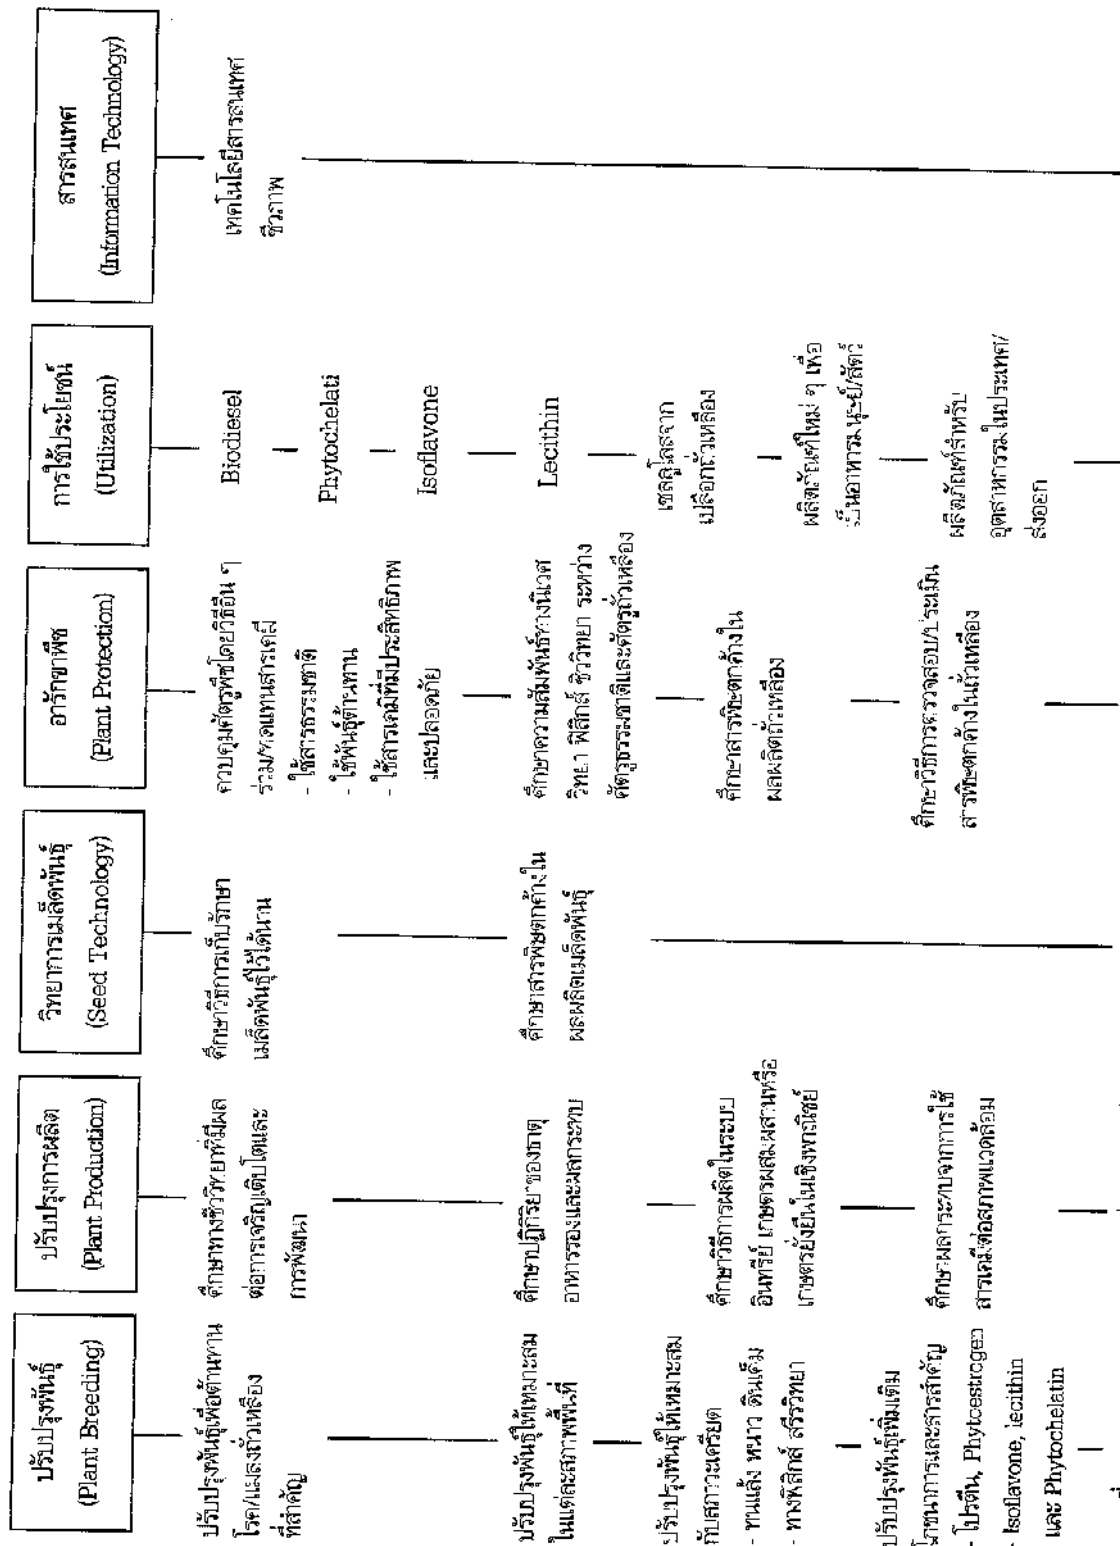 ปรับปรุงพันธุ์
(Plant Breeding)
ปรับปรุงพันธุ์เพื่อต้านทาน
โรค/แมลงถั่วเหลือง
ที่สำคัญ
ปรับปรุงพันธุ์ให้เหมาะสม
ในแต่ละสภาพพื้นที่
ปรับปรุงพันธุ์ให้เหมาะสม
กับสภาวะเครียด
- ทนแล้ง หนาว ดินเค็ม
- ทางฟิสิกส์ สรีรวิทยา
ปรับปรุงพันธุ์เพิ่มเติม
โภชนาการและสารสำคัญ
- โปรตีน, Phytoestrogen
- Isoflavone, lecithin
และ Phytochelatin
ปรับปรุงการผลิต
(Plant Production)
ศึกษาทางชีววิทยาที่มีผล
ต่อการเจริญเติบโตและ
การพัฒนา
ศึกษาปฏิกิริยาของธาตุ
อาหารรองและผลกระทบ
ศึกษาวิธีการผลิตในระบบ
อินทรีย์ เกษตรผสมผสานหรือ
เกษตรยั่งยืนในเชิงพาณิชย์
ศึกษาผลกระทบจากการใช้
สารเคมีต่อสภาพแวดล้อม
วิทยาการเมล็ดพันธุ์
(Seed Technology)
ศึกษาวิธีการเก็บรักษา
เมล็ดพันธุ์ไว้ได้นาน
ศึกษาสารพิษตกค้างใน
ผลผลิตเมล็ดพันธุ์
อารักขาพืช
(Plant Protection)
ควบคุมศัตรูพืชโดยวิธีอื่น ๆ
ร่วม/ทดแทนสารเคมี
- ใช้สารธรรมชาติ
- ใช้พันธุ์ต้านทาน
- ใช้สารเคมีที่มีประสิทธิภาพ
และปลอดภัย
ศึกษาความสัมพันธ์ทางนิเวศ
วิทยา ฟิสิกส์ ชีววิทยา ระหว่าง
ศัตรูธรรมชาติและศัตรูถั่วเหลือง
ศึกษาสารพิษตกค้างใน
ผลผลิตถั่วเหลือง
ศึกษาวิธีการตรวจสอบ/ประเมิน
สารพิษตกค้างในถั่วเหลือง
การใช้ประโยชน์
(Utilization)
Biodiesel
Phytochelati
Isoflavone
Lecithin
เซลลูโลสจาก
เปลือกถั่วเหลือง
ผลิตภัณฑ์ใหม่ ๆ เพื่อ
เป็นอาหารมนุษย์/สัตว์
ผลิตภัณฑ์สำหรับ
อุตสาหกรรมในประเทศ/
ส่งออก
สารสนเทศ
(Information Technology)
เทคโนโลยีสารสนเทศ
ชีวภาพ